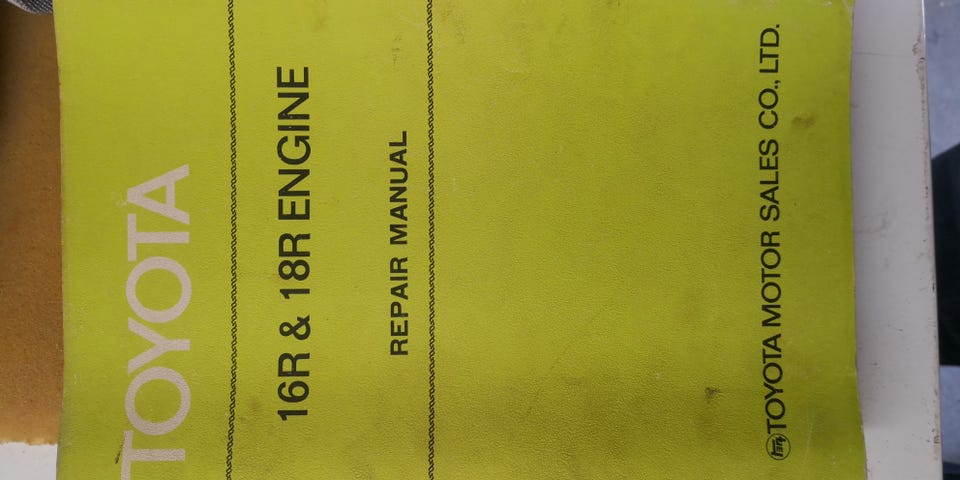 TOYOTA
16R & 18R ENGINE
REPAIR MANUAL
TOYOTA MOTOR SALES CO., LTD.